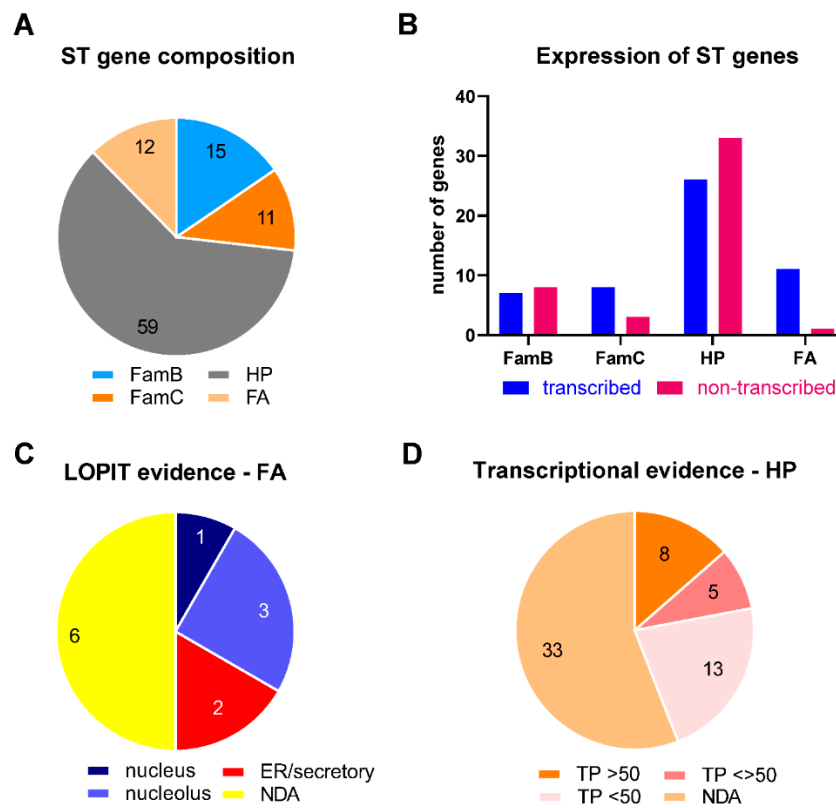 A
ST gene composition
12
15
11
59
FamB
HP
FamC
FA
B
Expression of ST genes
number of genes
40
30
20
10
0
FamB
FamC
HP
FA
transcribed
non-transcribed
C
LOPIT evidence - FA
1
3
6
2
nucleus
ER/secretory
nucleolus
NDA
D
Transcriptional evidence - HP
8
5
33
13
TP >50
TP <>50
TP <50
NDA